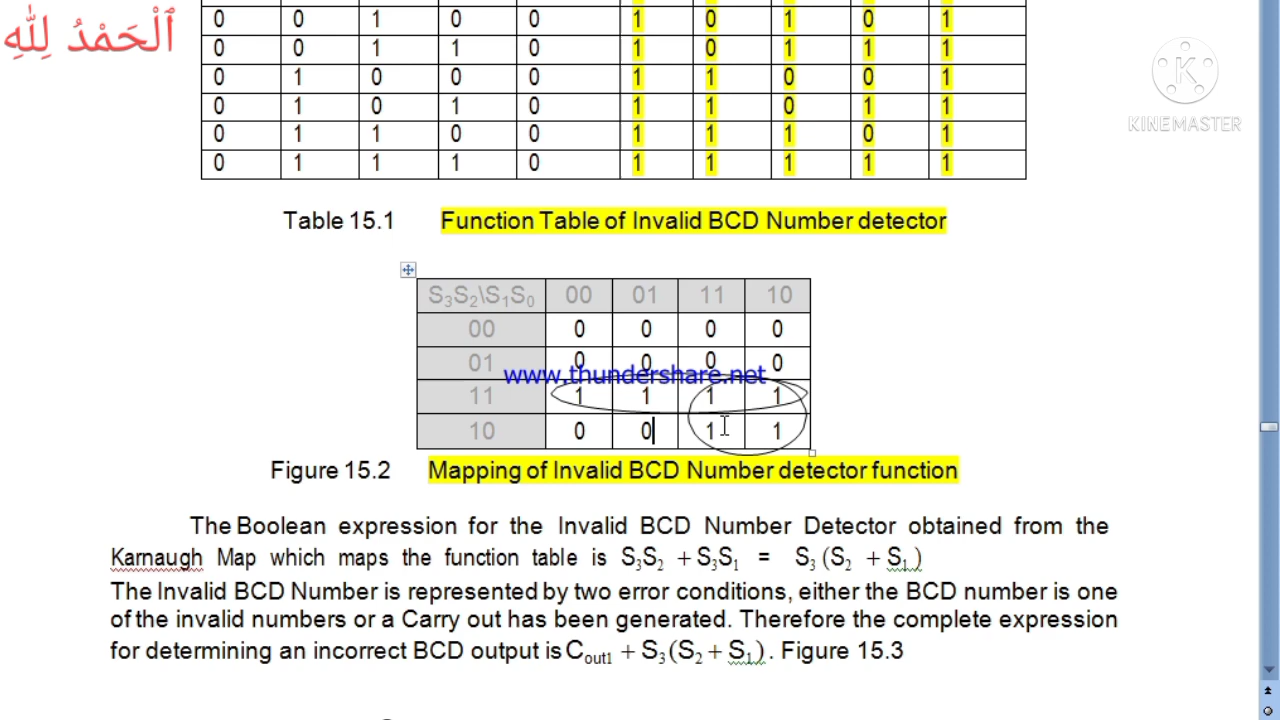 اَلْحَمْدُ لِلّٰهِ
KINEMASTER
0 0 1 0 0 1 0 1 0 1
0 0 1 1 0 1 0 1 1 1
0 1 0 0 0 1 1 0 0 1
0 1 0 1 0 1 1 0 1 1
0 1 1 0 0 1 1 1 0 1
0 1 1 1 0 1 1 1 1 1
Table 15.1 Function Table of Invalid BCD Number detector
S3S2\S1S0 00 01 11 10
00 0 0 0 0
01 0 0 0 0
www.thundershare.net
11 1 1 1 1
10 0 0 1 1
Figure 15.2 Mapping of Invalid BCD Number detector function
The Boolean expression for the Invalid BCD Number Detector obtained from the
Karnaugh Map which maps the function table is S3S2 + S3S1 = S3 (S2 + S1)
The Invalid BCD Number is represented by two error conditions, either the BCD number is one
of the invalid numbers or a Carry out has been generated. Therefore the complete expression
for determining an incorrect BCD output is Cout1 + S3(S2 + S1). Figure 15.3